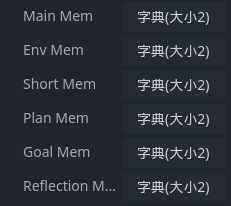 Main Mem 字典(大小2)
Env Mem 字典(大小2)
Short Mem 字典(大小2)
Plan Mem 字典(大小2)
Goal Mem 字典(大小2)
Reflection M... 字典(大小2)